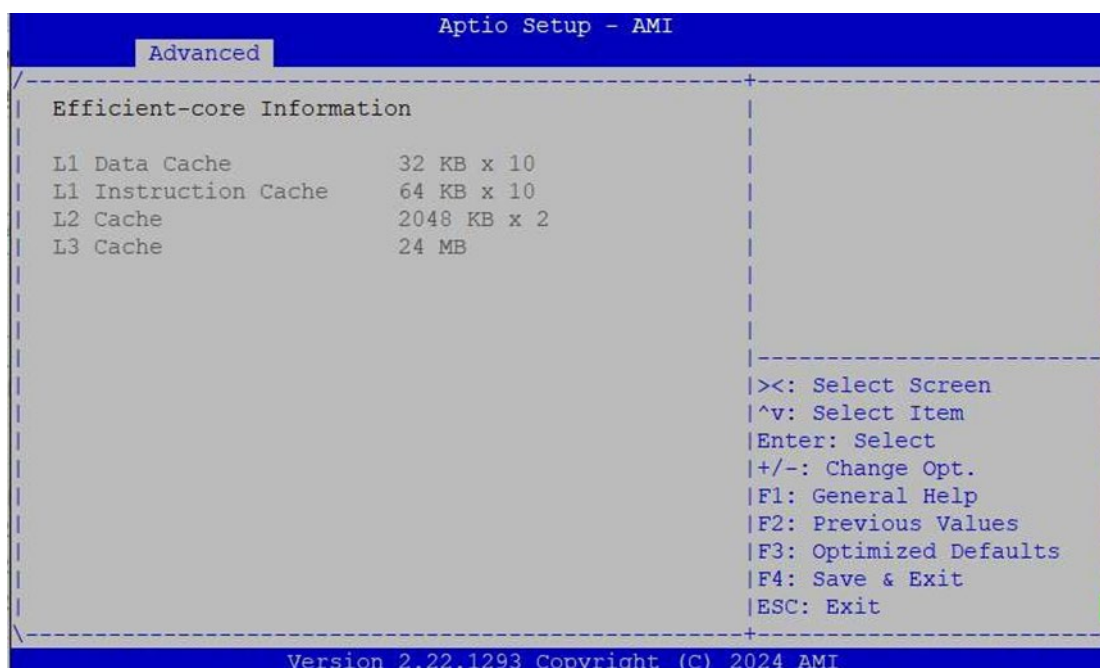 Aptio Setup - AMI
Advanced
Efficient-core Information
L1 Data Cache 32 KB x 10
L1 Instruction Cache 64 KB x 10
L2 Cache 2048 KB x 2
L3 Cache 24 MB
><: Select Screen
^v: Select Item
Enter: Select
+/-: Change Opt.
F1: General Help
F2: Previous Values
F3: Optimized Defaults
F4: Save & Exit
ESC: Exit
Version 2.22.1293 Copyright (C) 2024 AMI